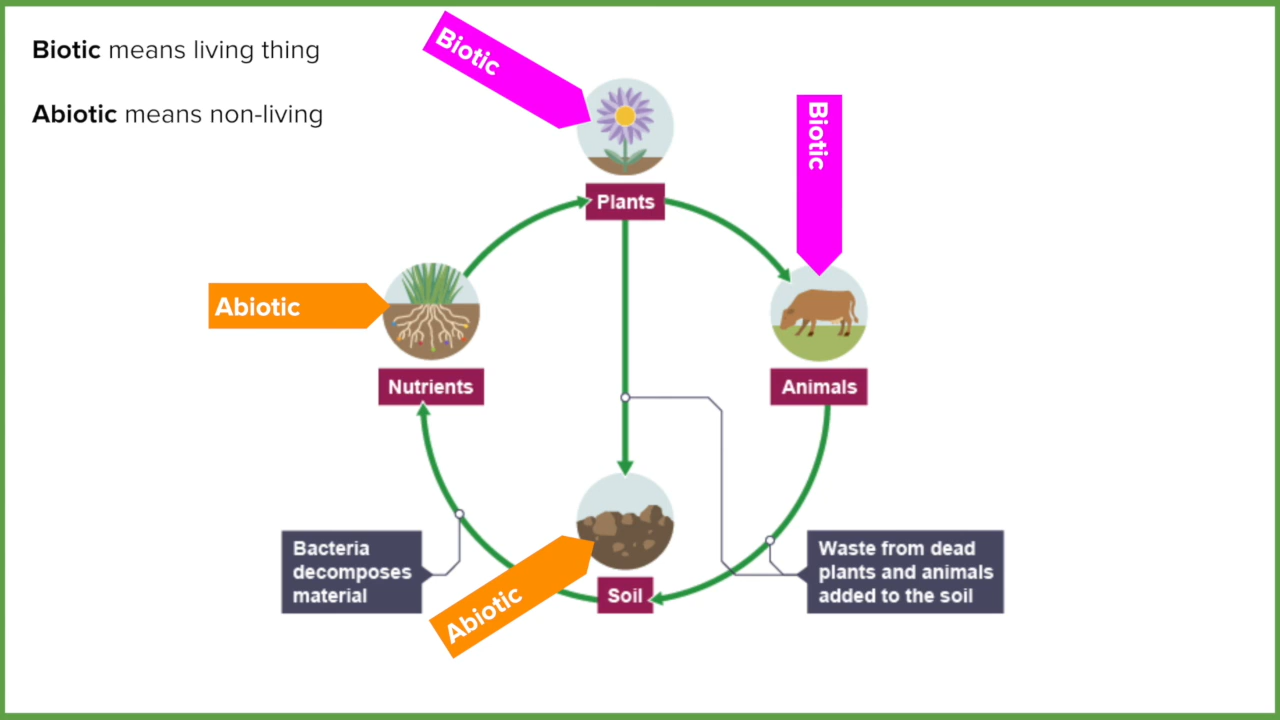 Biotic means living thing
Abiotic means non-living
Biotic
Biotic
Plants
Abiotic
Nutrients
Animals
Bacteria
decomposes
material
Abiotic
Soil
Waste from dead
plants and animals
added to the soil